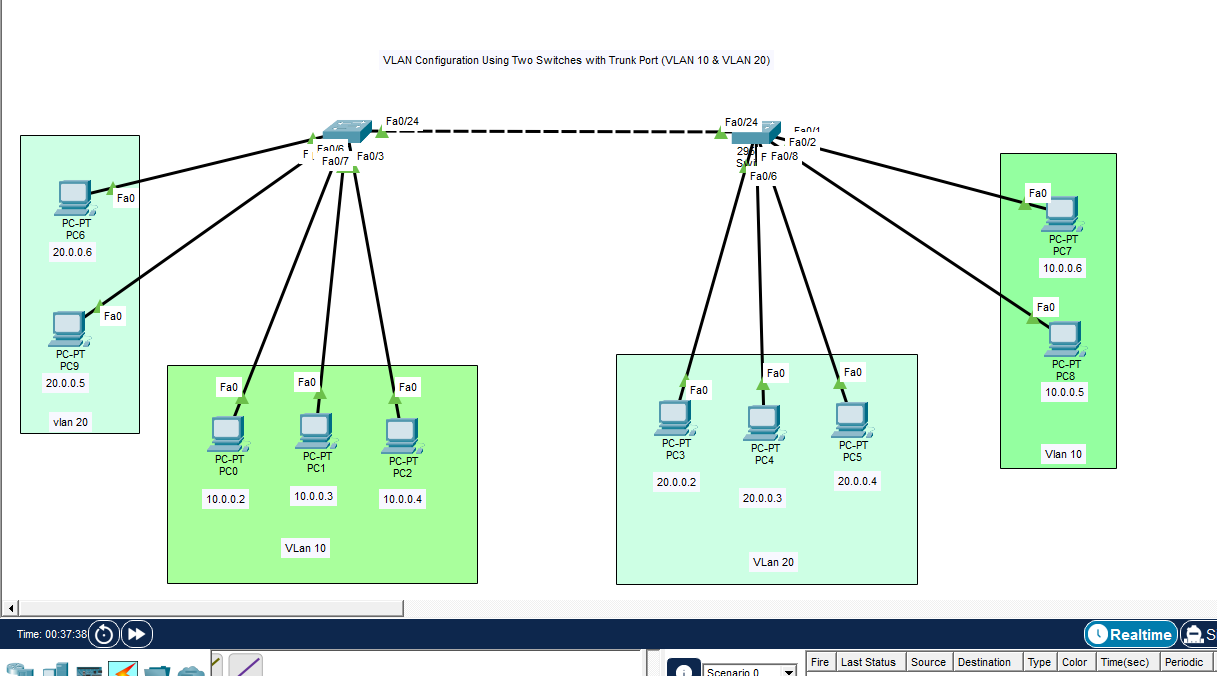 VLAN Configuration Using Two Switches with Trunk Port (VLAN 10 & VLAN 20)
Fa0/24
Fa0/6
Fa0/7
Fa0/3
Fa0/24
Fa0/1
Fa0/2
Fa0/8
Fa0/6
Fa0
PC-PT
PC6
20.0.0.6
Fa0
PC-PT
PC9
20.0.0.5
vlan 20
Fa0
PC-PT
PC0
10.0.0.2
Fa0
PC-PT
PC1
10.0.0.3
Fa0
PC-PT
PC2
10.0.0.4
VLan 10
Fa0
PC-PT
PC3
20.0.0.2
Fa0
PC-PT
PC4
20.0.0.3
Fa0
PC-PT
PC5
20.0.0.4
VLan 20
Fa0
PC-PT
PC7
10.0.0.6
Fa0
PC-PT
PC8
10.0.0.5
Vlan 10
Time: 00:37:38
Realtime
S
Scenario 0
Fire Last Status Source Destination Type Color Time(sec) Periodic